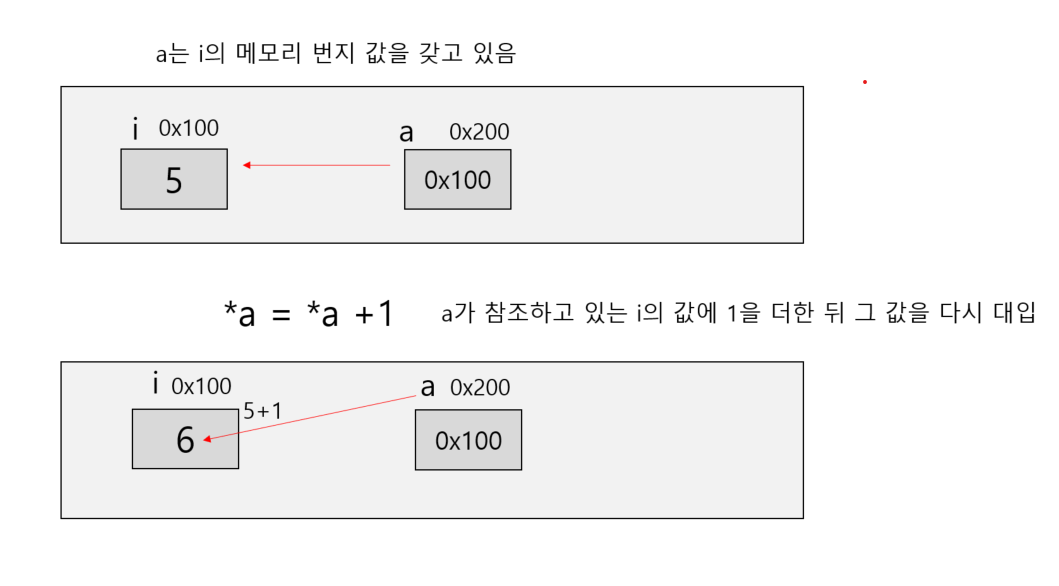 a는 i의 메모리 번지 값을 갖고 있음
i 0x100
a 0x200
5
0x100
*a = *a +1 a가 참조하고 있는 i의 값에 1을 더한 뒤 그 값을 다시 대입
i 0x100
a 0x200
5+1
6
0x100